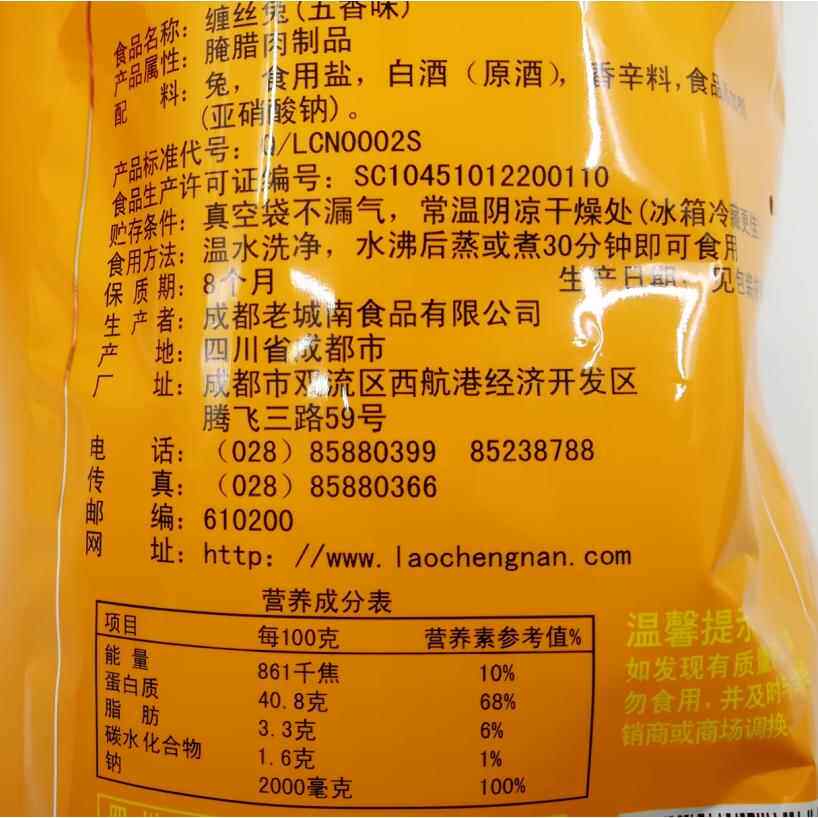 食品名称：缠丝兔(五香味)
产品属性：腌腊肉制品
配 料：兔，食用盐，白酒（原酒），香辛料，食品
(亚硝酸钠)。
产品标准代号：Q/LCN0002S
食品生产许可证编号：SC10451012200110
贮存条件：真空袋不漏气，常温阴凉干燥处(冰箱冷藏更佳
食用方法：温水洗净，水沸后蒸或煮30分钟即可食用
保 质 期：8个月 生产日期：见包装
生 产 者：成都老城南食品有限公司
产 地：四川省成都市
厂 址：成都市双流区西航港经济开发区
腾飞三路59号
电 话：（028）85880399 85238788
传 真：（028）85880366
邮 编：610200
网 址：http：//www.laochengnan.com
营养成分表
项目 每100克 营养素参考值%
能 量 861千焦 10%
蛋白质 40.8克 68%
脂 肪 3.3克 6%
碳水化合物 1.6克 1%
钠 2000毫克 100%
温馨提示
如发现有质量
勿食用，并及时
销商或商场调换